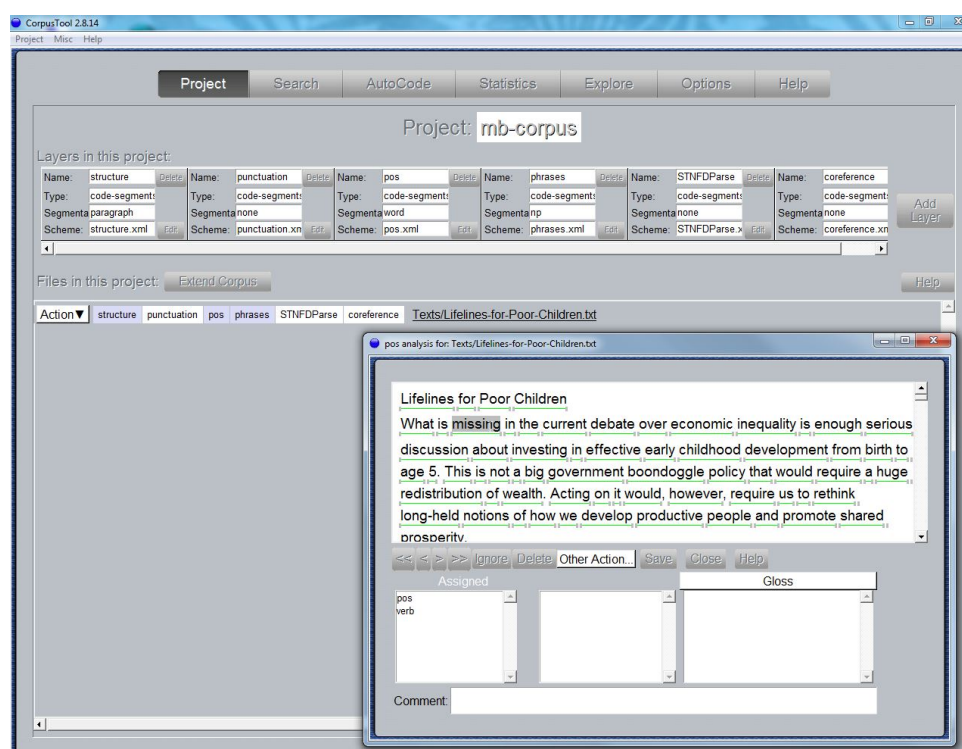 CorpusTool 2.8.14
Project Misc Help
Project Search AutoCode Statistics Explore Options Help
Project: mb-corpus
Layers in this project:
Name: structure Delete Name: punctuation Delete Name: pos Delete Name: phrases Delete Name: STNFDParse Delete Name: coreference
Type: code-segments Type: code-segment: Type: code-segment: Type: code-segment: Type: code-segment: Type: code-segment:
Segmenta paragraph Segmenta none Segmenta word Segmenta np Segmenta none Segmenta none
Scheme: structure.xml Edit Scheme: punctuation.xn Edit Scheme: pos.xml Edit Scheme: phrases.xml Edit Scheme: STNFDParse.x Edit Scheme: coreference.xn
Add
Layer
Files in this project: Extend Corpus Help
Action▼ structure punctuation pos phrases STNFDParse coreference Texts/Lifelines-for-Poor-Children.txt
pos analysis for: Texts/Lifelines-for-Poor-Children.txt
Lifelines for Poor Children
What is missing in the current debate over economic inequality is enough serious
discussion about investing in effective early childhood development from birth to
age 5. This is not a big government boondoggle policy that would require a huge
redistribution of wealth. Acting on it would, however, require us to rethink
long-held notions of how we develop productive people and promote shared
prosperity.
<< < > >> Ignore Delete Other Action... Save Close Help
Assigned Gloss
pos
verb
Comment: